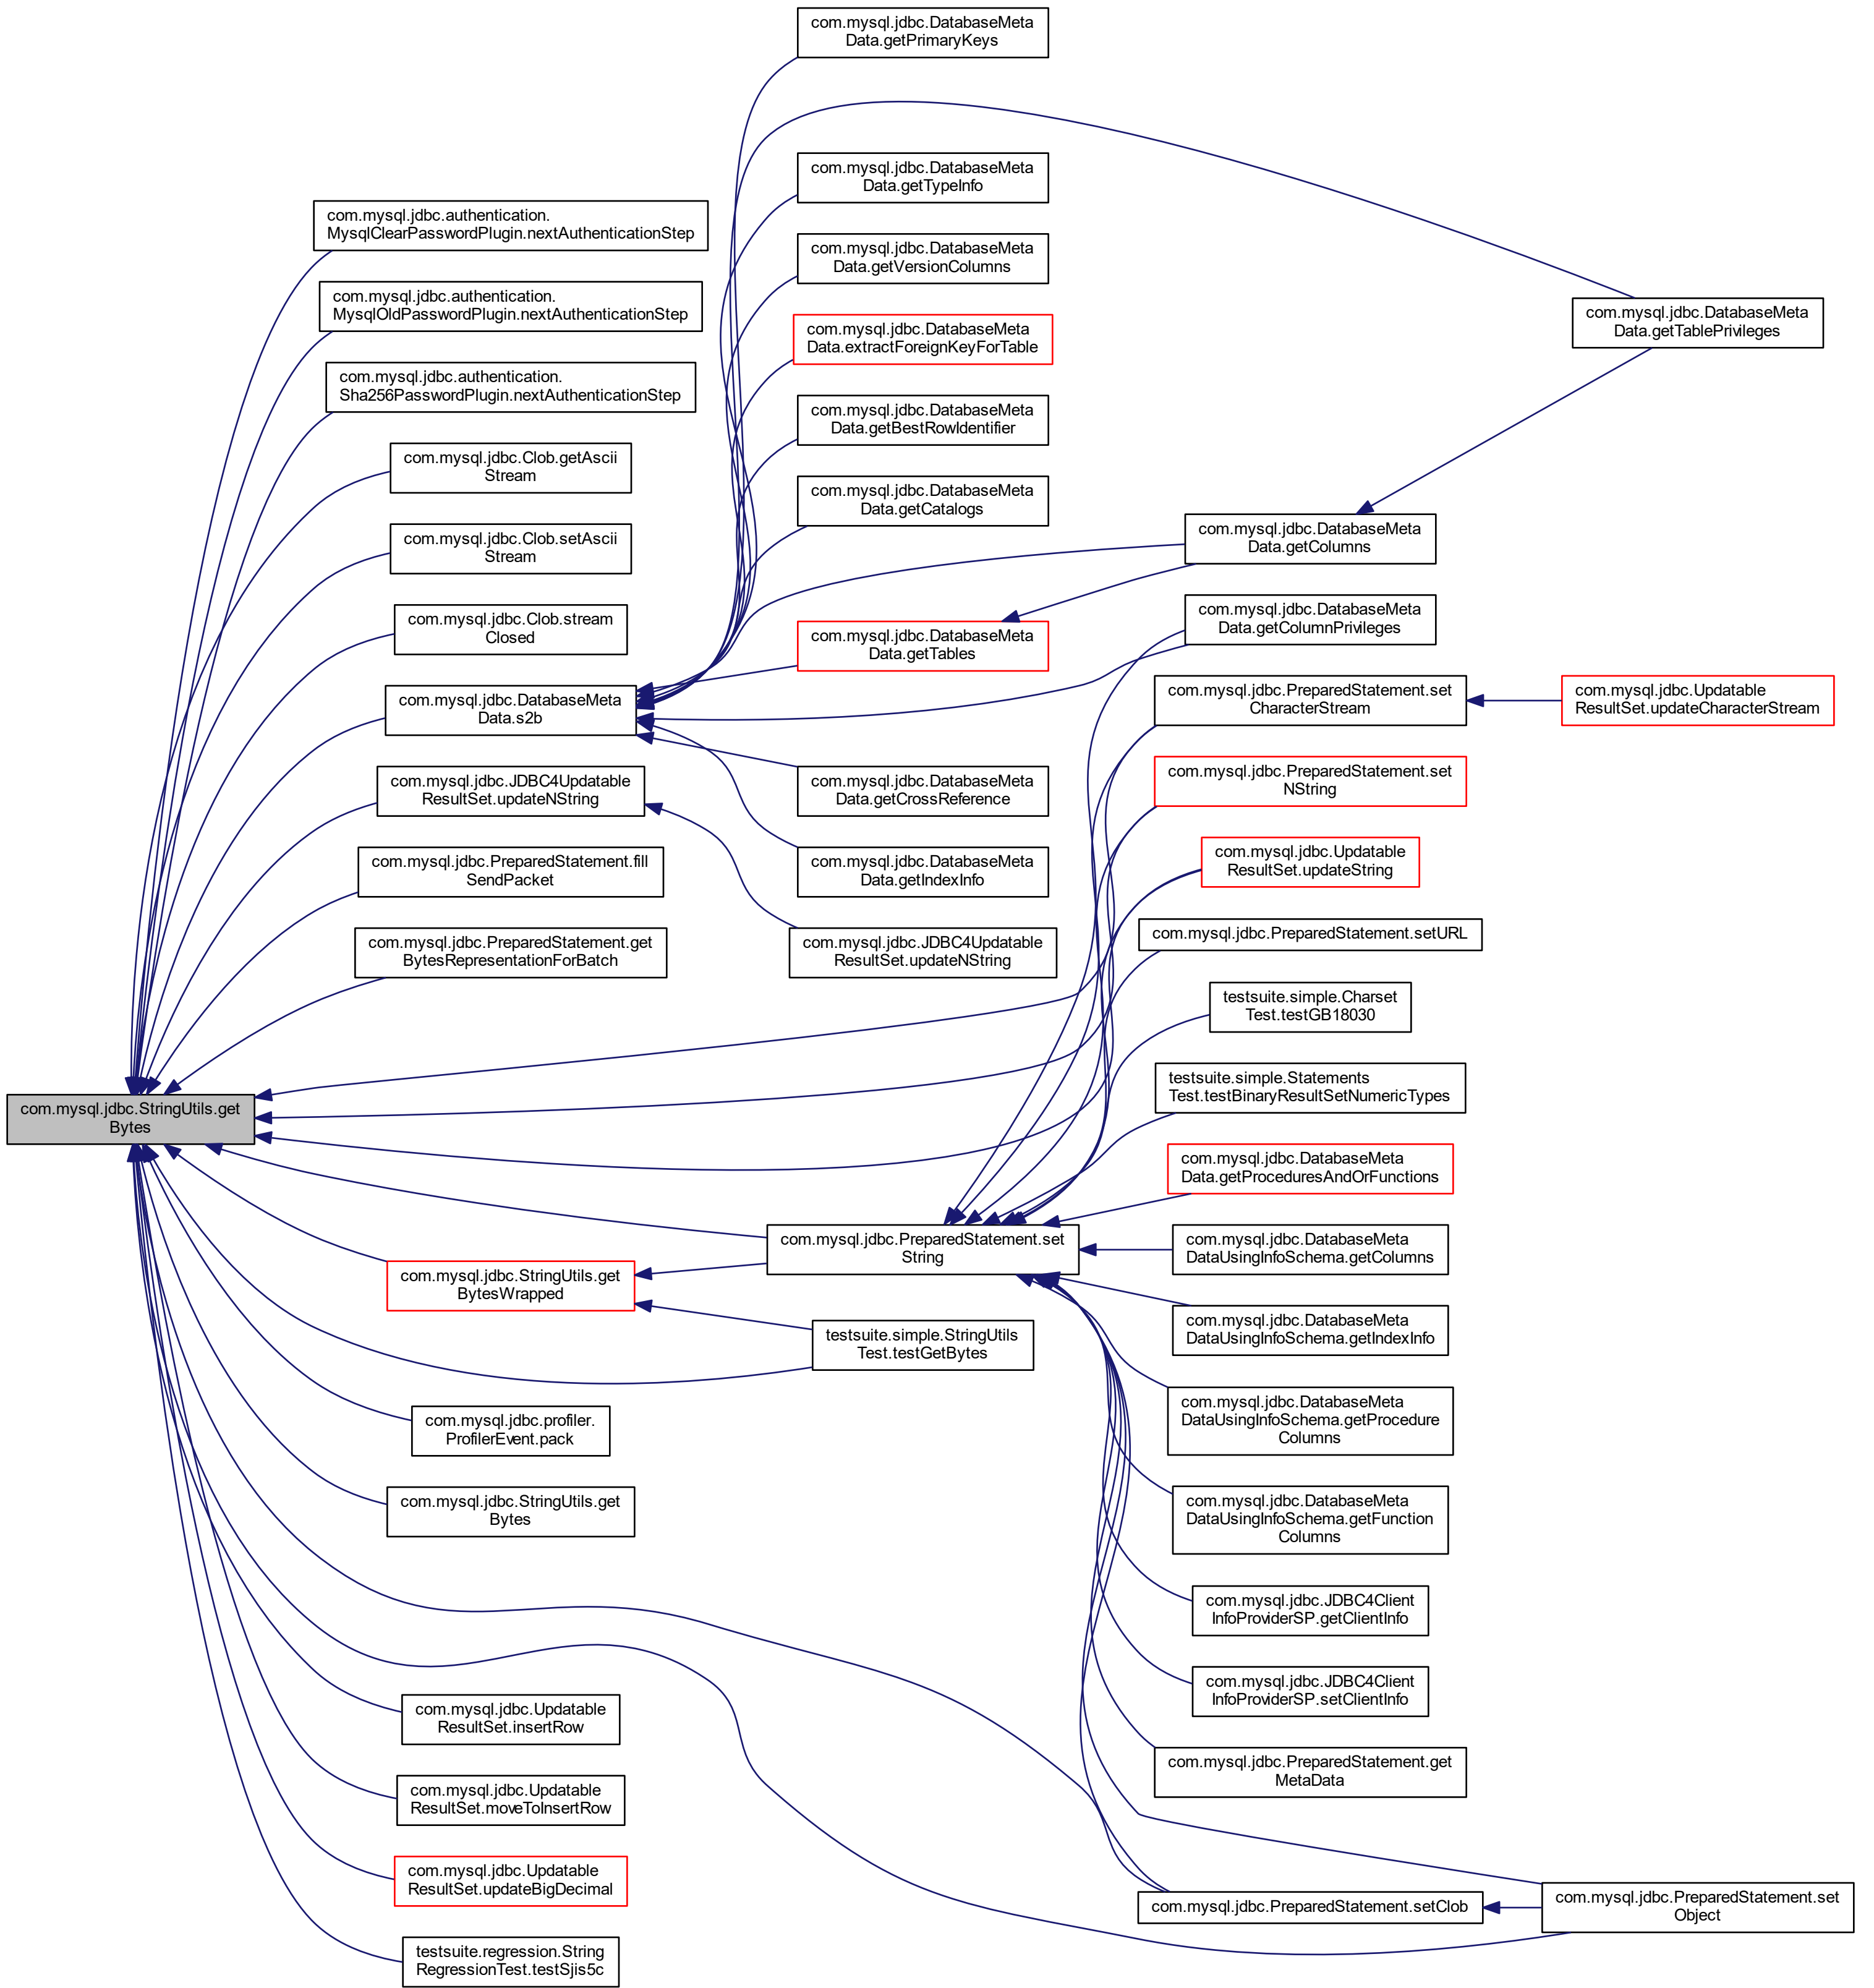 com.mysql.jdbc.DatabaseMeta
Data.getPrimaryKeys
com.mysql.jdbc.DatabaseMeta
Data.getTypeInfo
com.mysql.jdbc.authentication.
MysqlClearPasswordPlugin.nextAuthenticationStep
com.mysql.jdbc.DatabaseMeta
Data.getVersionColumns
com.mysql.jdbc.authentication.
MysqlOldPasswordPlugin.nextAuthenticationStep
com.mysql.jdbc.DatabaseMeta
Data.getTablePrivileges
com.mysql.jdbc.DatabaseMeta
Data.extractForeignKeyForTable
com.mysql.jdbc.authentication.
Sha256PasswordPlugin.nextAuthenticationStep
com.mysql.jdbc.DatabaseMeta
Data.getBestRowIdentifier
com.mysql.jdbc.Clob.getAscii
Stream
com.mysql.jdbc.DatabaseMeta
Data.getCatalogs
com.mysql.jdbc.DatabaseMeta
Data.getColumns
com.mysql.jdbc.Clob.setAscii
Stream
com.mysql.jdbc.DatabaseMeta
Data.getColumnPrivileges
com.mysql.jdbc.Clob.stream
Closed
com.mysql.jdbc.DatabaseMeta
Data.getTables
com.mysql.jdbc.PreparedStatement.set
CharacterStream
com.mysql.jdbc.Updatable
ResultSet.updateCharacterStream
com.mysql.jdbc.DatabaseMeta
Data.s2b
com.mysql.jdbc.PreparedStatement.set
NString
com.mysql.jdbc.DatabaseMeta
Data.getCrossReference
com.mysql.jdbc.JDBC4Updatable
ResultSet.updateNString
com.mysql.jdbc.Updatable
ResultSet.updateString
com.mysql.jdbc.DatabaseMeta
Data.getIndexInfo
com.mysql.jdbc.PreparedStatement.fill
SendPacket
com.mysql.jdbc.PreparedStatement.setURL
com.mysql.jdbc.PreparedStatement.get
BytesRepresentationForBatch
com.mysql.jdbc.JDBC4Updatable
ResultSet.updateNString
testsuite.simple.Charset
Test.testGB18030
testsuite.simple.Statements
Test.testBinaryResultSetNumericTypes
com.mysql.jdbc.StringUtils.get
Bytes
com.mysql.jdbc.DatabaseMeta
Data.getProceduresAndOrFunctions
com.mysql.jdbc.PreparedStatement.set
String
com.mysql.jdbc.DatabaseMeta
DataUsingInfoSchema.getColumns
com.mysql.jdbc.StringUtils.get
BytesWrapped
com.mysql.jdbc.DatabaseMeta
DataUsingInfoSchema.getIndexInfo
testsuite.simple.StringUtils
Test.testGetBytes
com.mysql.jdbc.DatabaseMeta
DataUsingInfoSchema.getProcedure
Columns
com.mysql.jdbc.profiler.
ProfilerEvent.pack
com.mysql.jdbc.DatabaseMeta
DataUsingInfoSchema.getFunction
Columns
com.mysql.jdbc.StringUtils.get
Bytes
com.mysql.jdbc.JDBC4Client
InfoProviderSP.getClientInfo
com.mysql.jdbc.JDBC4Client
InfoProviderSP.setClientInfo
com.mysql.jdbc.Updatable
ResultSet.insertRow
com.mysql.jdbc.PreparedStatement.get
MetaData
com.mysql.jdbc.Updatable
ResultSet.moveToInsertRow
com.mysql.jdbc.Updatable
ResultSet.updateBigDecimal
com.mysql.jdbc.PreparedStatement.setClob
com.mysql.jdbc.PreparedStatement.set
Object
testsuite.regression.String
RegressionTest.testSjis5c